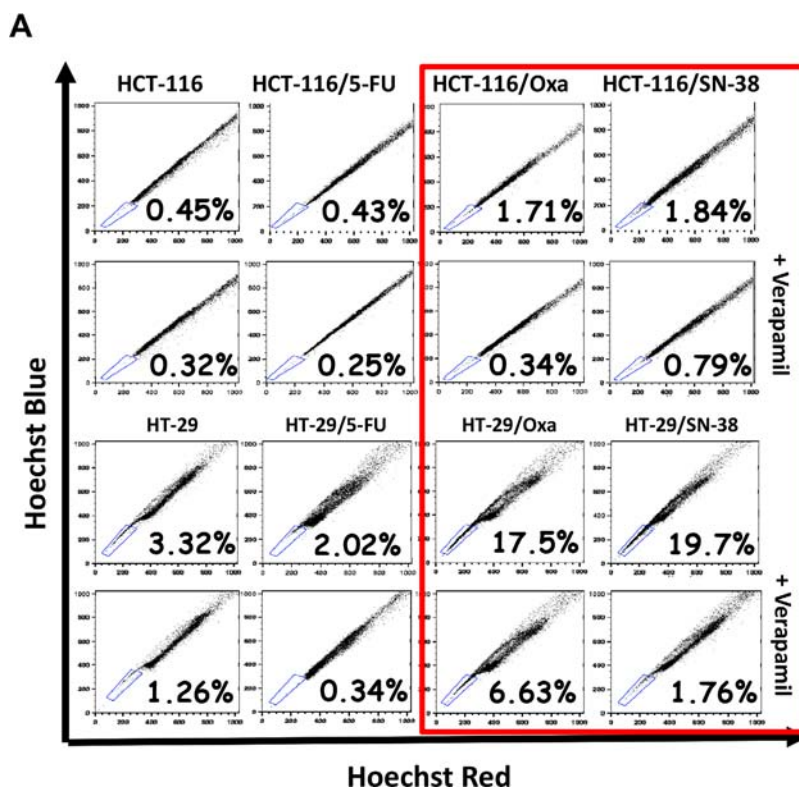 A
HCT-116 HCT-116/5-FU HCT-116/Oxa HCT-116/SN-38
0.45% 0.43% 1.71% 1.84%
0.32% 0.25% 0.34% 0.79%
+ Verapamil
HT-29 HT-29/5-FU HT-29/Oxa HT-29/SN-38
3.32% 2.02% 17.5% 19.7%
1.26% 0.34% 6.63% 1.76%
+ Verapamil
Hoechst Blue
Hoechst Red